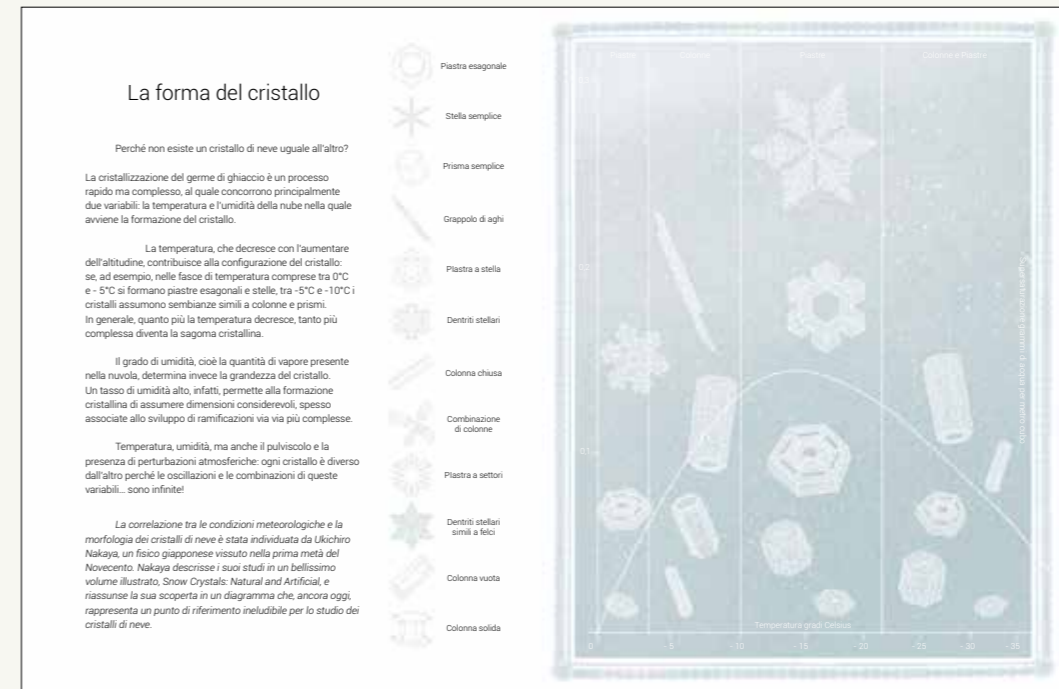 La forma del cristallo
Perché non esiste un cristallo di neve uguale all'altro?
La cristallizzazione del germe di ghiaccio è un processo
rapido ma complesso, al quale concorrono principalmente
due variabili: la temperatura e l'umidità della nube nella quale
avviene la formazione del cristallo.
La temperatura, che decresce con l'aumentare
dell'altitudine, contribuisce alla configurazione del cristallo:
se, ad esempio, nelle fasce di temperatura comprese tra 0°C
e - 5°C si formano piastre esagonali e stelle, tra -5°C e -10°C i
cristalli assumono sembianze simili a colonne e prismi.
In generale, quanto più la temperatura decresce, tanto più
complessa diventa la sagoma cristallina.
Il grado di umidità, cioè la quantità di vapore presente
nella nuvola, determina invece la grandezza del cristallo.
Un tasso di umidità alto, infatti, permette alla formazione
cristallina di assumere dimensioni considerevoli, spesso
associate allo sviluppo di ramificazioni via via più complesse.
Temperatura, umidità, ma anche il pulviscolo e la
presenza di perturbazioni atmosferiche: ogni cristallo è diverso
dall'altro perché le oscillazioni e le combinazioni di queste
variabili... sono infinite!
La correlazione tra le condizioni meteorologiche e la
morfologia dei cristalli di neve è stata individuata da Ukichiro
Nakaya, un fisico giapponese vissuto nella prima metà del
Novecento. Nakaya descrisse i suoi studi in un bellissimo
volume illustrato, Snow Crystals: Natural and Artificial, e
riassunse la sua scoperta in un diagramma che, ancora oggi,
rappresenta un punto di riferimento ineludibile per lo studio dei
cristalli di neve.
Piastra esagonale
Stella semplice
Prisma semplice
Grappolo di aghi
Piastra a stella
Dentriti stellari
Colonna chiusa
Combinazione
di colonne
Piastra a settori
Dentriti stellari
simili a felci
Colonna vuota
Colonna solida
Piastre
Colonne e Piastre
0.2
0.1
Temperatura gradi Celsius
0 - 5 - 10 - 15 - 20 - 25 - 30 - 35